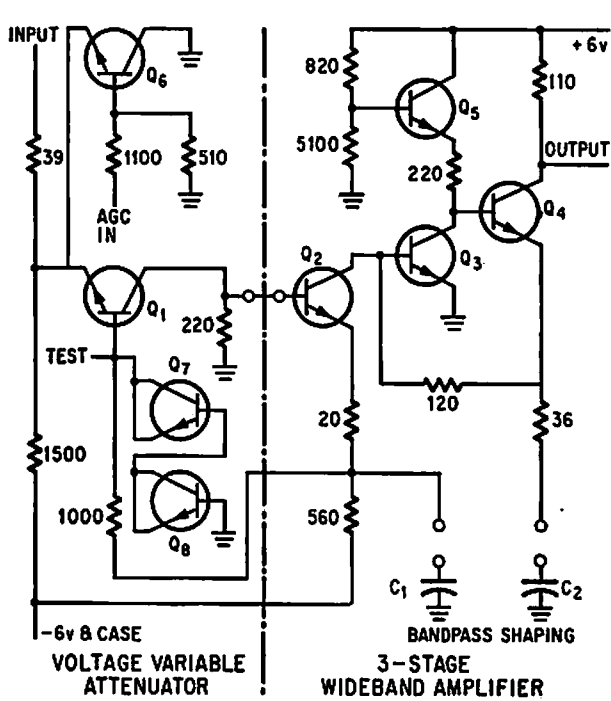 INPUT
Q6
39
1100
510
AGC
IN
820
5100
Q5
+6v
110
OUTPUT
220
Q4
Q3
Q2
Q1
220
TEST
Q7
120
36
20
1500
1000
Q8
560
C1
C2
-6v & CASE
BANDPASS SHAPING
VOLTAGE VARIABLE
ATTENUATOR
3-STAGE
WIDEBAND AMPLIFIER